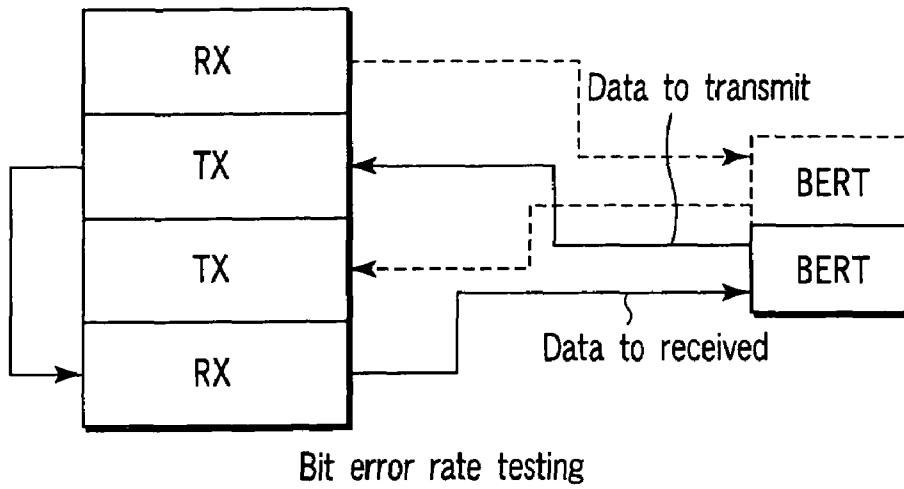 RX
Data to transmit
TX
BERT
TX
BERT
Data to received
RX
Bit error rate testing